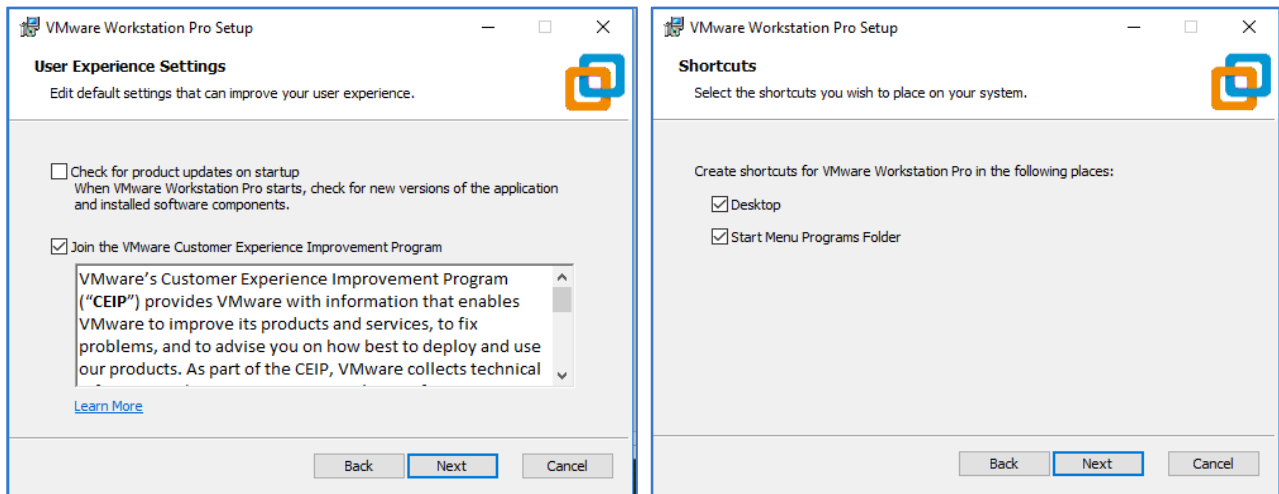 VMware Workstation Pro Setup
User Experience Settings
Edit default settings that can improve your user experience.
Check for product updates on startup
When VMware Workstation Pro starts, check for new versions of the application
and installed software components.
Join the VMware Customer Experience Improvement Program
VMware's Customer Experience Improvement Program
("CEIP") provides VMware with information that enables
VMware to improve its products and services, to fix
problems, and to advise you on how best to deploy and use
our products. As part of the CEIP, VMware collects technical
Learn More
Back Next Cancel
VMware Workstation Pro Setup
Shortcuts
Select the shortcuts you wish to place on your system.
Create shortcuts for VMware Workstation Pro in the following places:
Desktop
Start Menu Programs Folder
Back Next Cancel